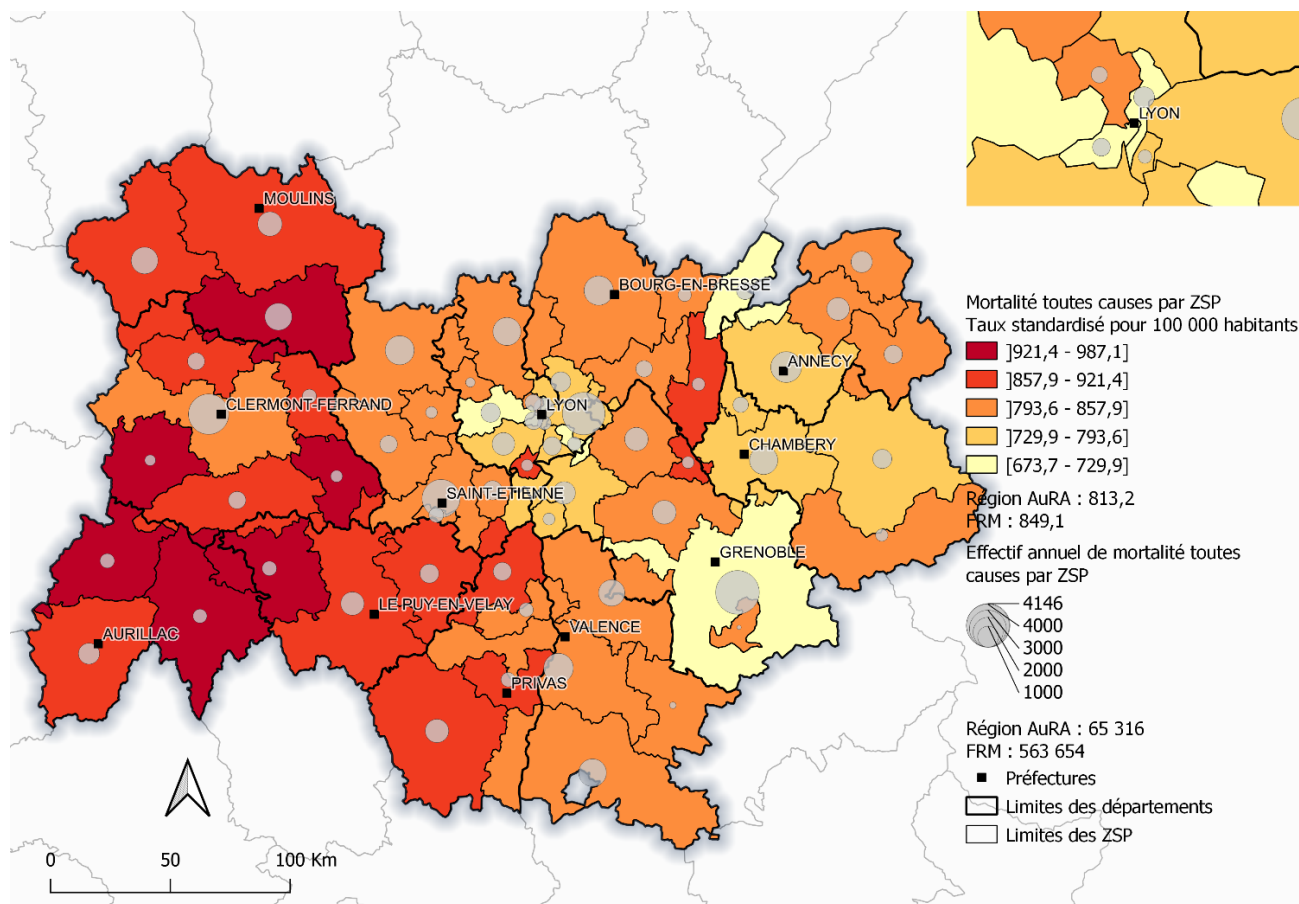 LYON
MOULINS
BOURG-EN-BRESSE
ANNECY
CLERMONT-FERRAND
LYON
CHAMBERY
SAINT-ETIENNE
GRENOBLE
LE PUY-EN-VELAY
AURILLAC
VALENCE
PRIVAS
0 50 100 Km
Mortalité toutes causes par ZSP
Taux standardisé pour 100 000 habitants
]921,4 - 987,1]
]857,9 - 921,4]
]793,6 - 857,9]
]729,9 - 793,6]
[673,7 - 729,9]
Région AuRA : 813,2
FRM : 849,1
Effectif annuel de mortalité toutes
causes par ZSP
4146
4000
3000
2000
1000
Région AuRA : 65 316
FRM : 563 654
Préfectures
Limites des départements
Limites des ZSP